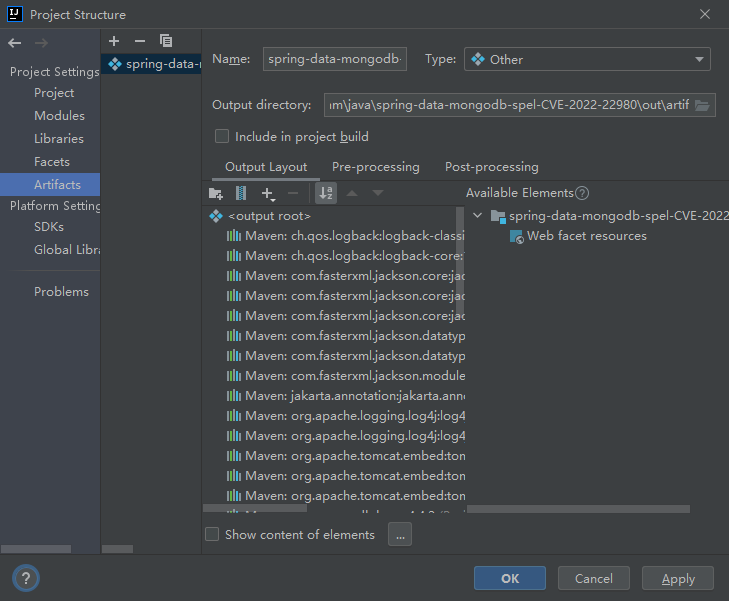 Project Structure
Project Settings
Project
Modules
Libraries
Facets
Artifacts
Platform Setting
SDKs
Global Libra
Problems
spring-data-r
Name: spring-data-mongodb- Type: Other
Output directory: ım\java\spring-data-mongodb-spel-CVE-2022-22980\out\artif
Include in project build
Output Layout Pre-processing Post-processing
Available Elements
<output root>
Maven: ch.qos.logback:logback-classi
Maven: ch.qos.logback:logback-core:
Maven: com.fasterxml.jackson.core:jac
Maven: com.fasterxml.jackson.core:jac
Maven: com.fasterxml.jackson.core:jac
Maven: com.fasterxml.jackson.datatyp
Maven: com.fasterxml.jackson.datatyp
Maven: com.fasterxml.jackson.module
Maven: jakarta.annotation:jakarta.ann
Maven: org.apache.logging.log4j:log4
Maven: org.apache.logging.log4j:log4
Maven: org.apache.tomcat.embed:ton
Maven: org.apache.tomcat.embed:ton
Maven: org.apache.tomcat.embed:ton
spring-data-mongodb-spel-CVE-2022
Web facet resources
Show content of elements ...
? OK Cancel Apply